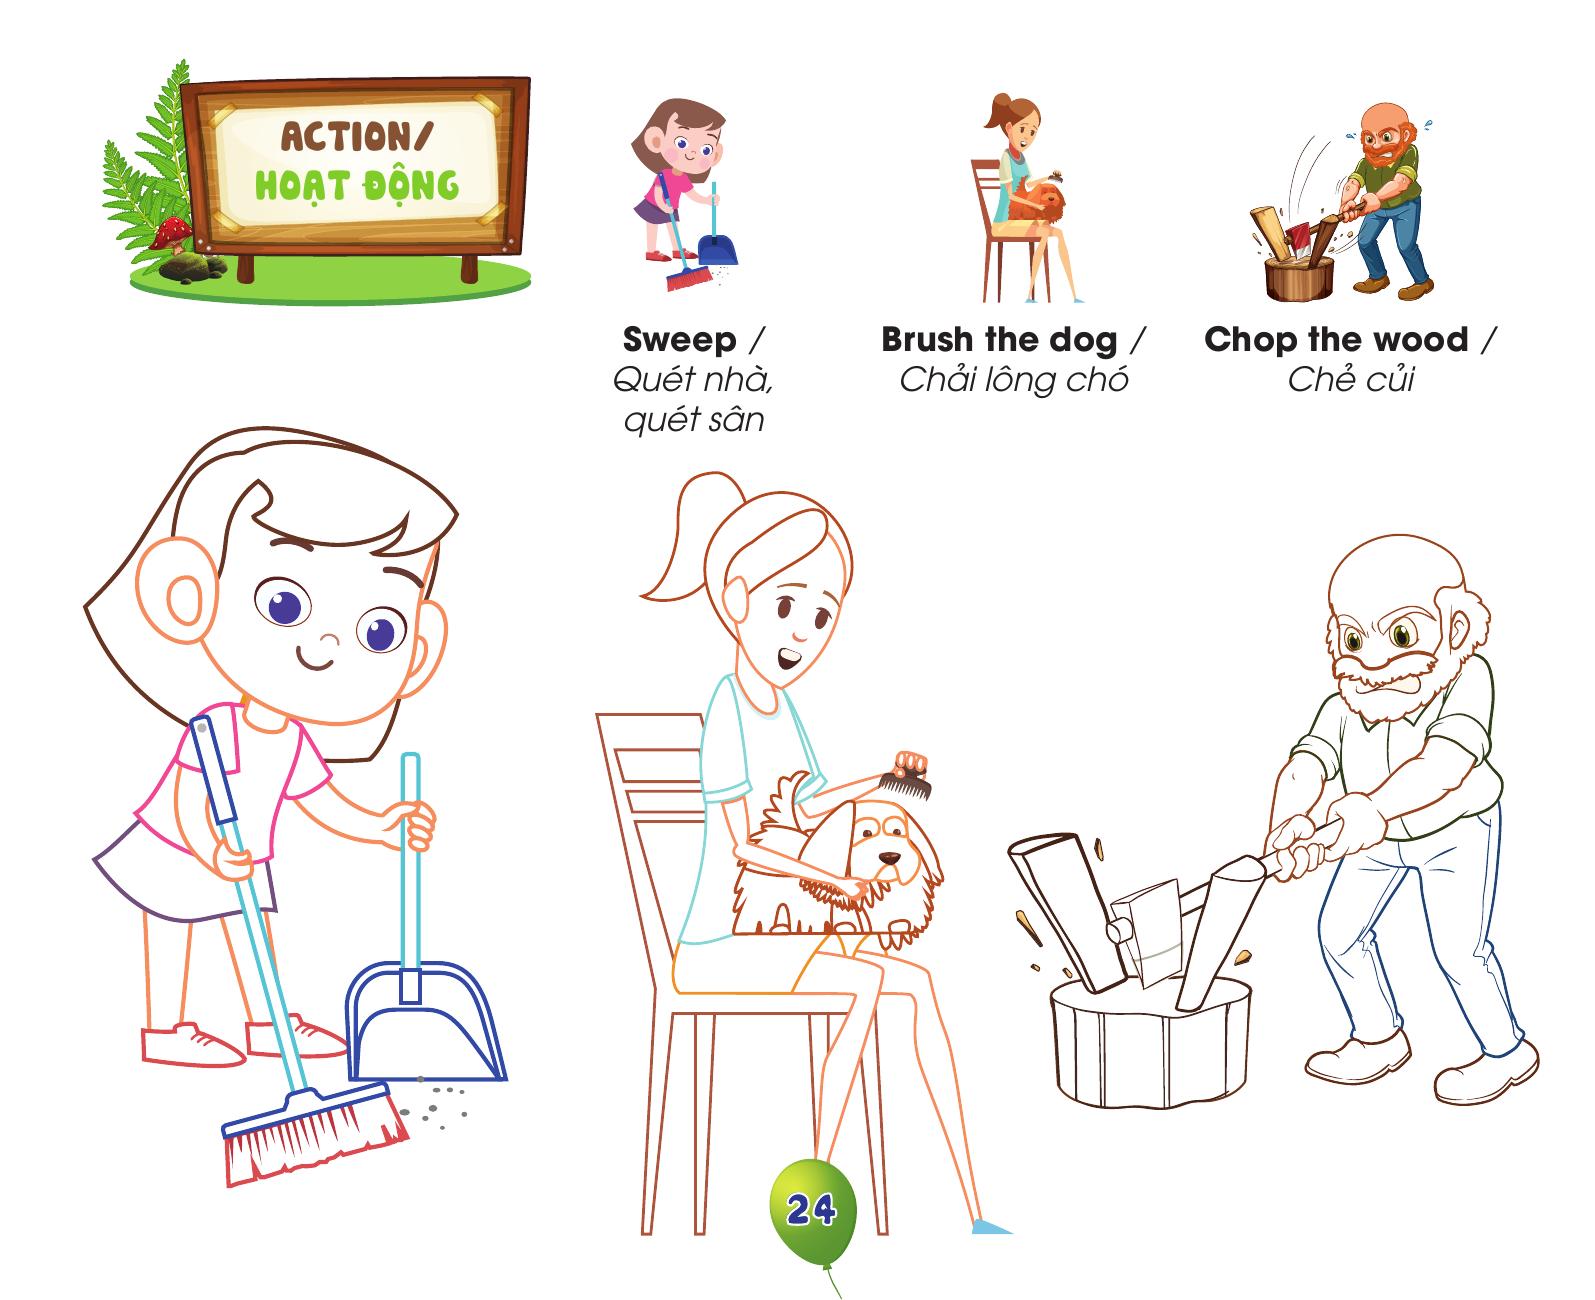 ACTION/
HOẠT ĐỘNG
Sweep /
Quét nhà,
quét sân
Brush the dog /
Chải lông chó
Chop the wood /
Chẻ củi
24